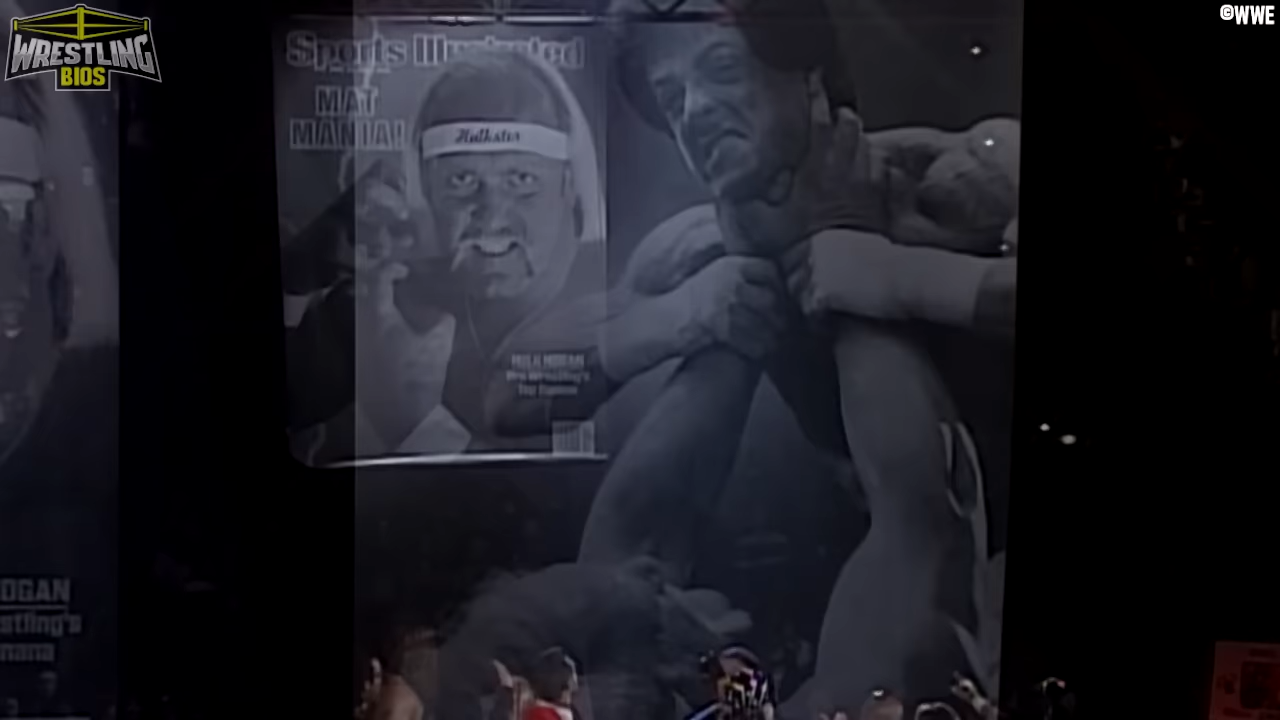 WRESTLING
BIOS
©WWE
Sports Illustrated
MAT
MANIA!
Hulkster
HULK HOGAN
Pro Wrestling's
Top Banana
OGAN
stling's
nana